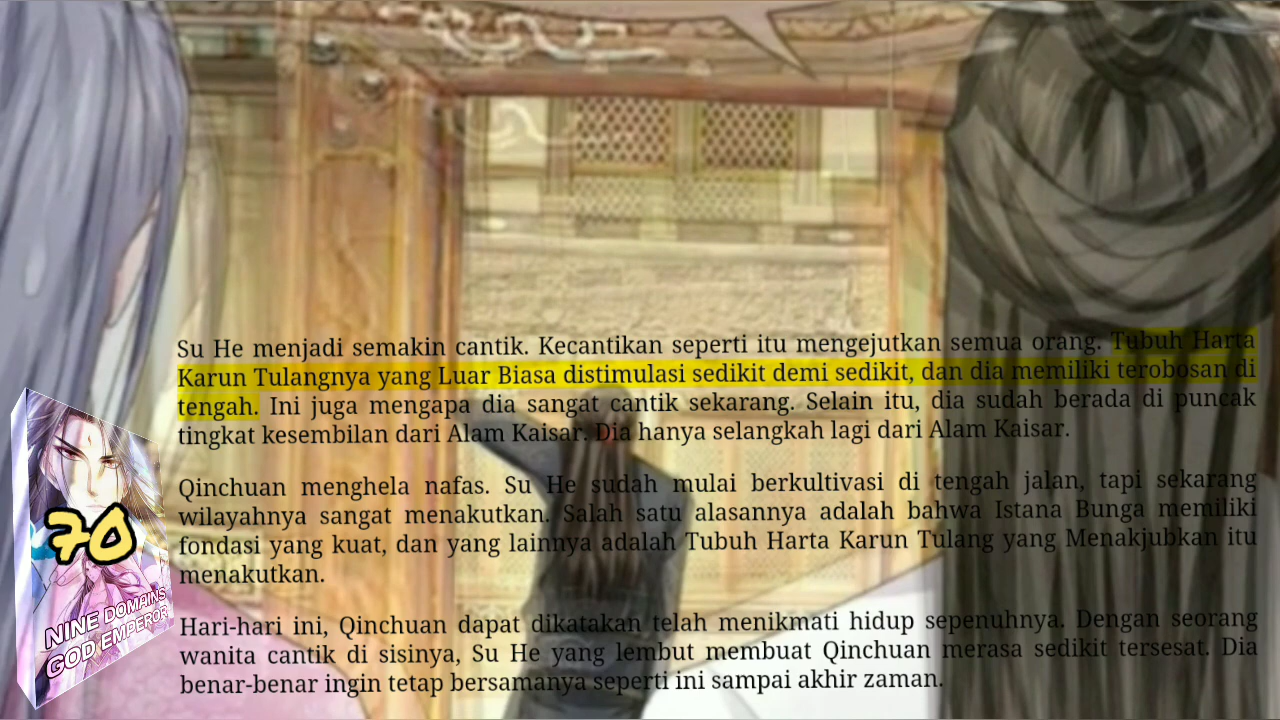 Su He menjadi semakin cantik. Kecantikan seperti itu mengejutkan semua orang. Tubuh Harta
Karun Tulangnya yang Luar Biasa distimulasi sedikit demi sedikit, dan dia memiliki terobosan di
tengah. Ini juga mengapa dia sangat cantik sekarang. Selain itu, dia sudah berada di puncak
tingkat kesembilan dari Alam Kaisar. Dia hanya selangkah lagi dari Alam Kaisar.
Qinchuan menghela nafas. Su He sudah mulai berkultivasi di tengah jalan, tapi sekarang
wilayahnya sangat menakutkan. Salah satu alasannya adalah bahwa Istana Bunga memiliki
fondasi yang kuat, dan yang lainnya adalah Tubuh Harta Karun Tulang yang Menakjubkan itu
menakutkan.
Hari-hari ini, Qinchuan dapat dikatakan telah menikmati hidup sepenuhnya. Dengan seorang
wanita cantik di sisinya, Su He yang lembut membuat Qinchuan merasa sedikit tersesat. Dia
benar-benar ingin tetap bersamanya seperti ini sampai akhir zaman.
70
NINE DOMAINS
GOD EMPEROR